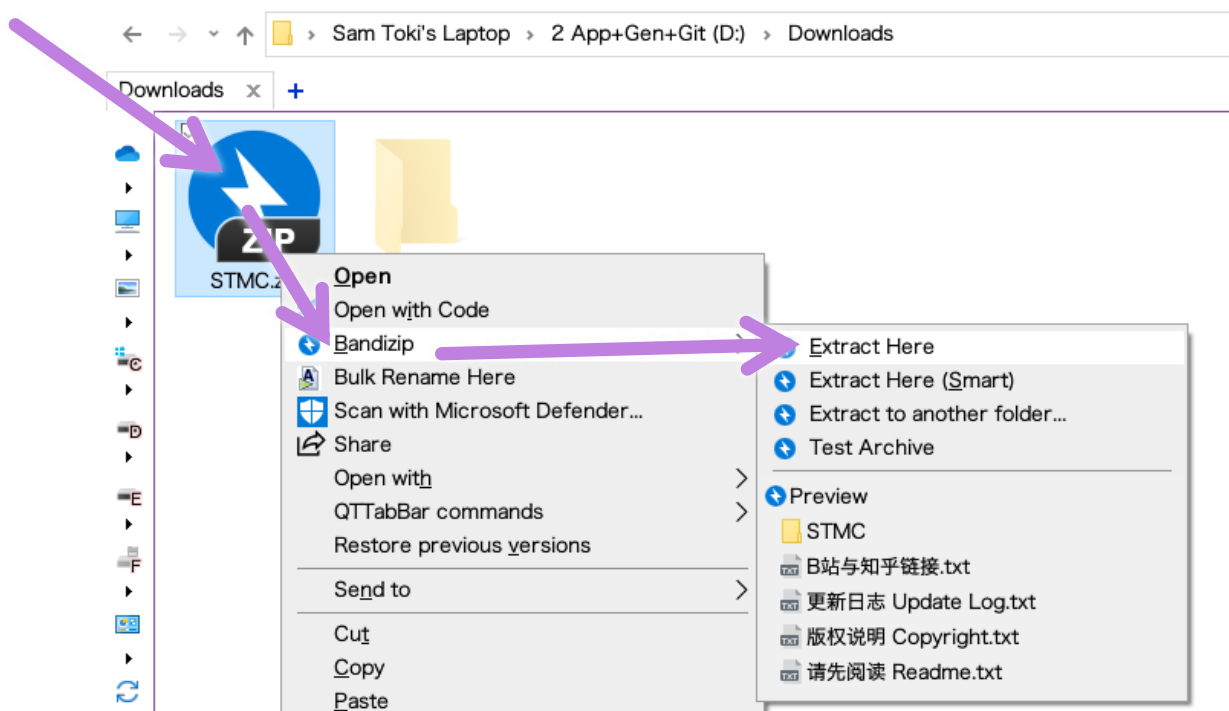 Sam Toki's Laptop › 2 App+Gen+Git (D:) › Downloads
Downloads x +
ZIP
STMC.z
Open
Open with Code
Bandizip
Bulk Rename Here
Scan with Microsoft Defender...
Share
Open with
QTTabBar commands
Restore previous versions
Send to
Cut
Copy
Paste
Extract Here
Extract Here (Smart)
Extract to another folder...
Test Archive
Preview
STMC
B站与知乎链接.txt
更新日志 Update Log.txt
版权说明 Copyright.txt
请先阅读 Readme.txt
C
D
E
F
TXT
TXT
TXT
TXT